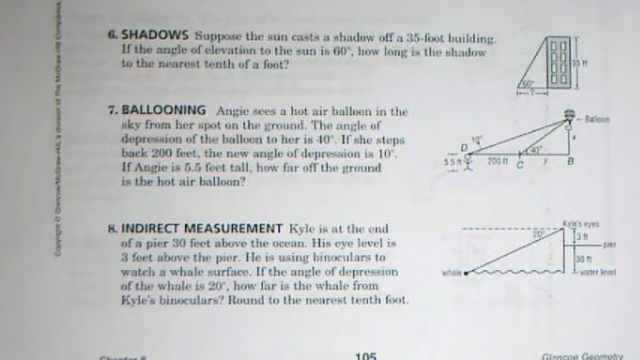 6. SHADOWS Suppose the sun casts a shadow off a 35-foot building.
If the angle of elevation to the sun is 60°, how long is the shadow
to the nearest tenth of a foot?
60°
?
35 ft
7. BALLOONING Angie sees a hot air balloon in the
sky from her spot on the ground. The angle of
depression of the balloon to her is 40°. If she steps
back 200 feet, the new angle of depression is 10°.
If Angie is 5.5 feet tall, how far off the ground
is the hot air balloon?
Balloon
10°
40°
x
D
5.5 ft
200 ft
C
y
B
8. INDIRECT MEASUREMENT Kyle is at the end
of a pier 30 feet above the ocean. His eye level is
3 feet above the pier. He is using binoculars to
watch a whale surface. If the angle of depression
of the whale is 20°, how far is the whale from
Kyle's binoculars? Round to the nearest tenth foot.
Kyle's eyes
20°
3 ft
pier
30 ft
whale
water level
105
Glencoe Geometry